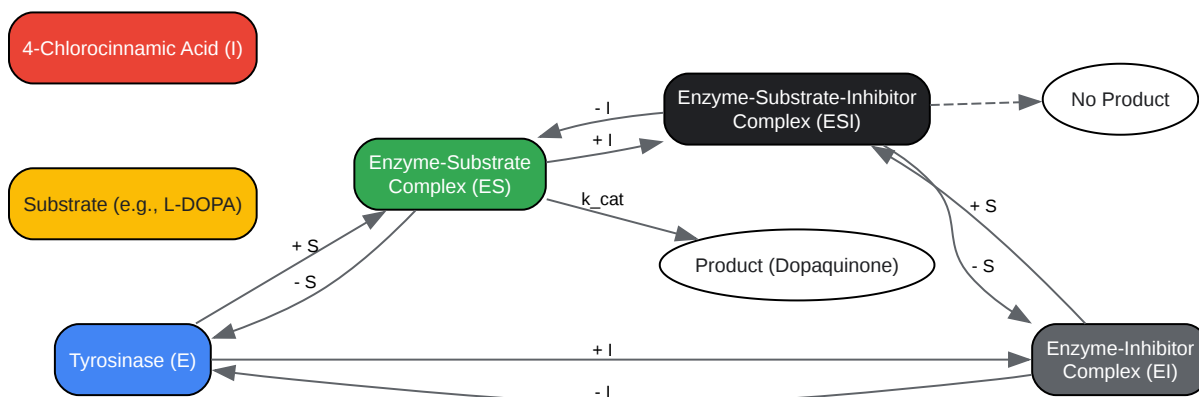 4-Chlorocinnamic Acid (I)
Enzyme-Substrate-Inhibitor
Complex (ESI)
No Product
- I
+ I
Enzyme-Substrate
Complex (ES)
k_cat
Substrate (e.g., L-DOPA)
+ S
+ S
- S
Product (Dopaquinone)
- S
Tyrosinase (E)
+ I
Enzyme-Inhibitor
Complex (EI)
- I